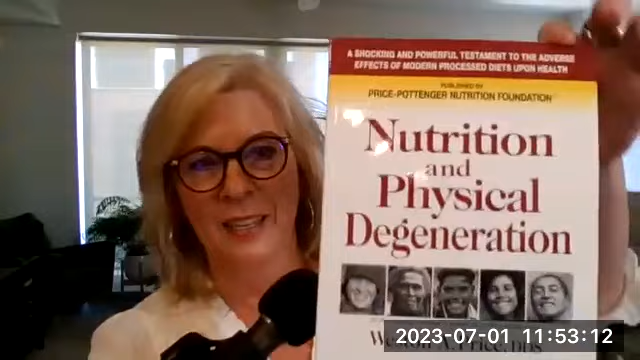 A SHOCKING AND POWERFUL TESTAMENT TO THE ADVERSE
EFFECTS OF MODERN PROCESSED DIETS UPON HEALTH
PUBLISHED BY
PRICE-POTTENGER NUTRITION FOUNDATION
Nutrition
and
Physical
Degeneration
2023-07-01 11:53:12